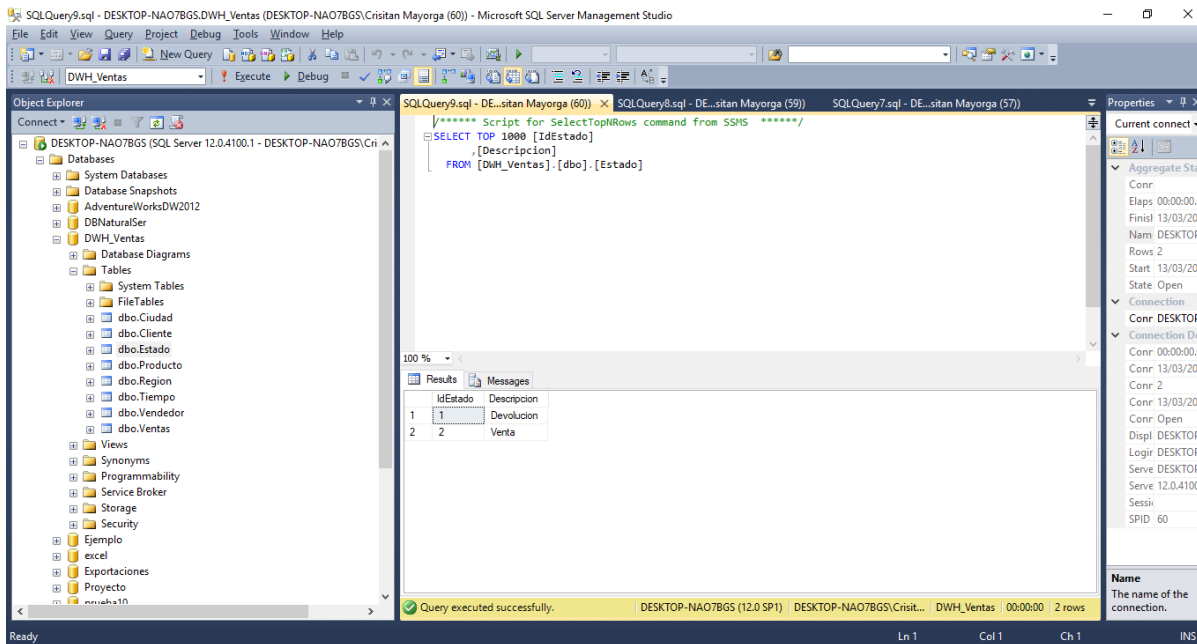 SQLQuery9.sql - DESKTOP-NAO7BGS.DWH_Ventas (DESKTOP-NAO7BGS\Crisitan Mayorga (60)) - Microsoft SQL Server Management Studio
File Edit View Query Project Debug Tools Window Help
New Query
DWH_Ventas Execute Debug
Object Explorer
Connect
DESKTOP-NAO7BGS (SQL Server 12.0.4100.1 - DESKTOP-NAO7BGS\Cri
Databases
System Databases
Database Snapshots
AdventureWorksDW2012
DBNaturalSer
DWH_Ventas
Database Diagrams
Tables
System Tables
FileTables
dbo.Ciudad
dbo.Cliente
dbo.Estado
dbo.Producto
dbo.Region
dbo.Tiempo
dbo.Vendedor
dbo.Ventas
Views
Synonyms
Programmability
Service Broker
Storage
Security
Ejemplo
excel
Exportaciones
Proyecto
prueba10
SQLQuery9.sql - DE...sitan Mayorga (60)) SQLQuery8.sql - DE...sitan Mayorga (59)) SQLQuery7.sql - DE...sitan Mayorga (57))
/****** Script for SelectTopNRows command from SSMS ******/
SELECT TOP 1000 [IdEstado]
,[Descripcion]
FROM [DWH_Ventas].[dbo].[Estado]
100 %
Results Messages
IdEstado Descripcion
1 1 Devolucion
2 2 Venta
Query executed successfully. DESKTOP-NAO7BGS (12.0 SP1) DESKTOP-NAO7BGS\Crisit... DWH_Ventas 00:00:00 2 rows
Properties
Current connect
Aggregate Sta
Conr
Elaps 00:00:00.
Finisl 13/03/20
Nam DESKTOP
Rows 2
Start 13/03/20
State Open
Connection
Conr DESKTOP
Connection De
Conr 00:00:00.
Conr 13/03/20
Conr 2
Conr 13/03/20
Conr Open
Displ DESKTOP
Login DESKTOP
Serve DESKTOP
Serve 12.0.4100
Sessi
SPID 60
Name
The name of the
connection.
Ready Ln 1 Col 1 Ch 1 INS